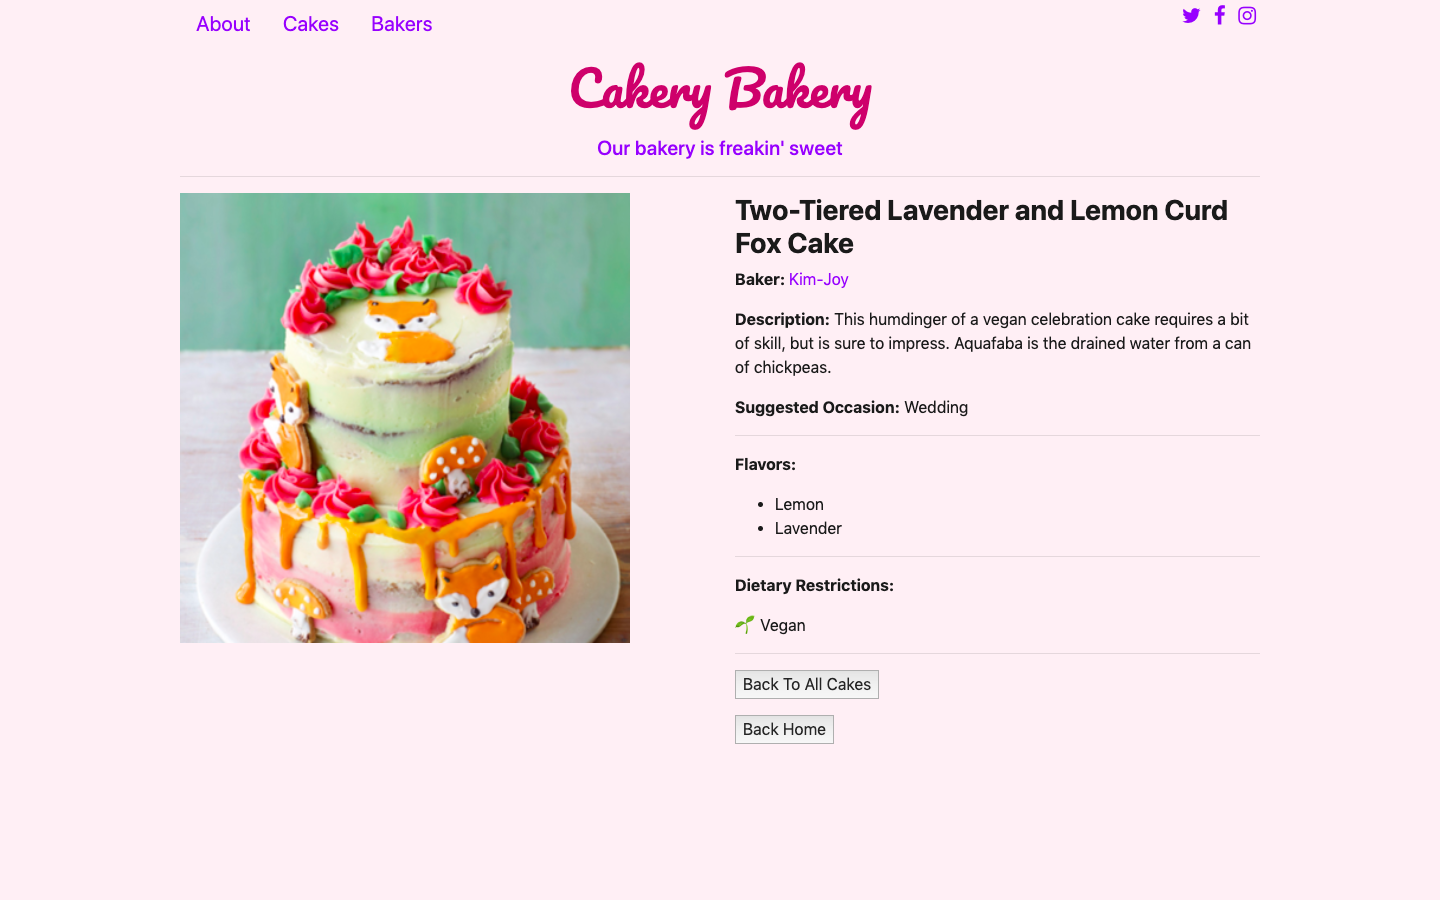 About
Cakes
Bakers
Cakery Bakery
Our bakery is freakin' sweet
Two-Tiered Lavender and Lemon Curd
Fox Cake
Baker: Kim-Joy
Description: This humdinger of a vegan celebration cake requires a bit
of skill, but is sure to impress. Aquafaba is the drained water from a can
of chickpeas.
Suggested Occasion: Wedding
Flavors:
• Lemon
• Lavender
Dietary Restrictions:
🌱 Vegan
Back To All Cakes
Back Home